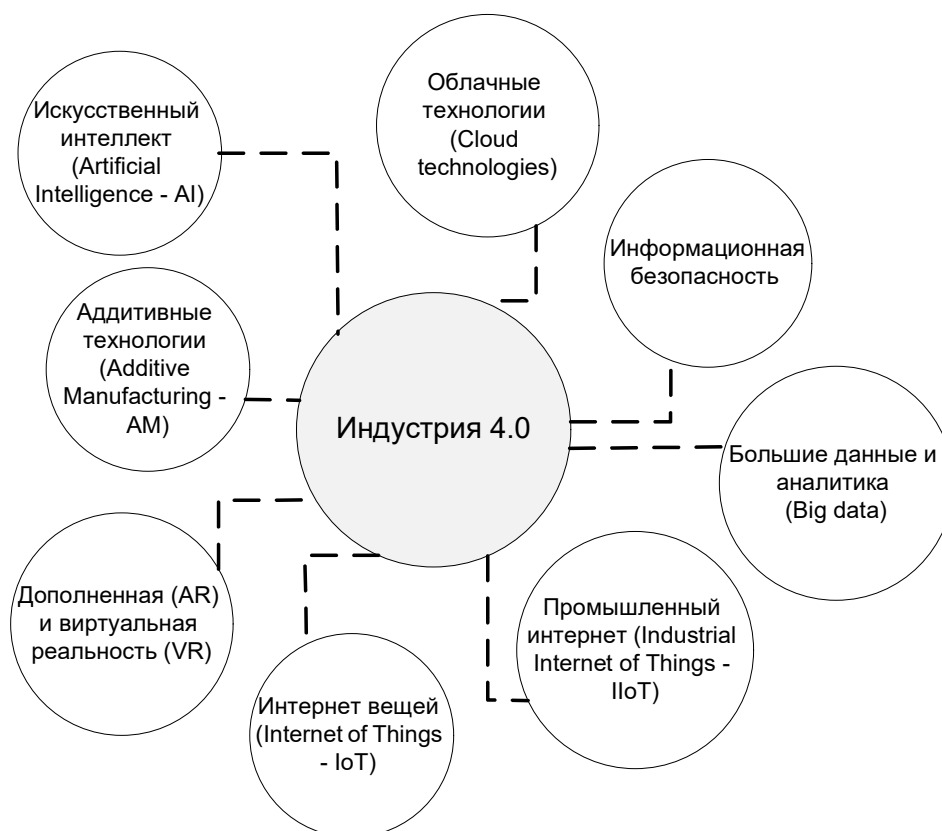 Искусственный
интеллект
(Artificial
Intelligence - AI)
Облачные
технологии
(Cloud
technologies)
Информационная
безопасность
Аддитивные
технологии
(Additive
Manufacturing -
AM)
Индустрия 4.0
Большие данные и
аналитика
(Big data)
Дополненная (AR)
и виртуальная
реальность (VR)
Интернет вещей
(Internet of Things
- IoT)
Промышленный
интернет (Industrial
Internet of Things -
IIoT)